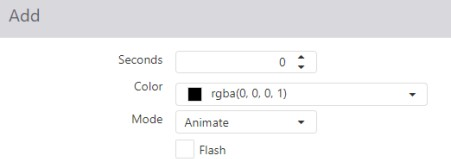 Add
Seconds 0
Color rgba(0, 0, 0, 1)
Mode Animate
Flash